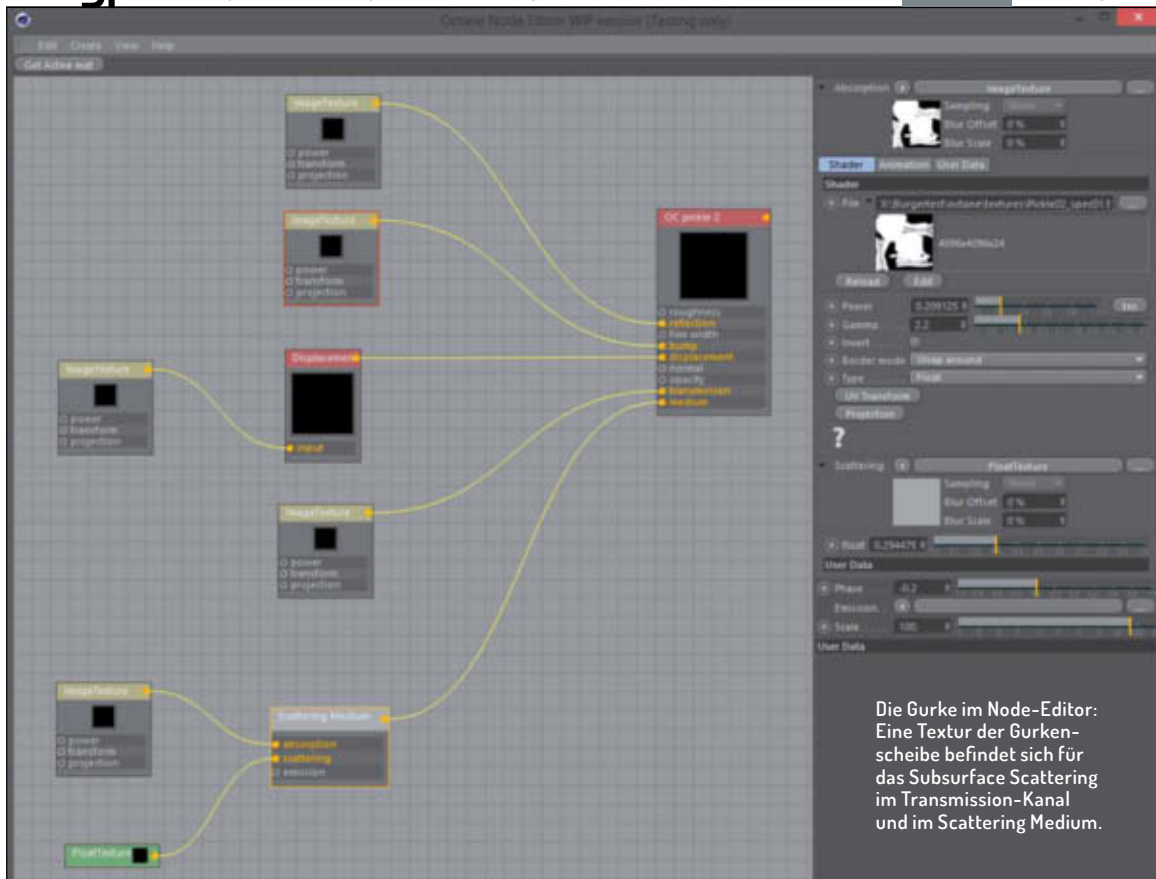 Octane Node Editor WIP version (Testing only)
Edit Create View Help
Get Active mat
ImageTexture
power
transform
projection
ImageTexture
power
transform
projection
OC pickle 2
roughness
reflection
film width
bump
displacement
normal
opacity
transmission
medium
Displacement
input
ImageTexture
power
transform
projection
ImageTexture
power
transform
projection
ImageTexture
power
transform
projection
Scattering Medium
absorption
scattering
emission
FloatTexture
Absorption ImageTexture ...
Sampling None
Blur Offset 0 %
Blur Scale 0 %
Shader Animation User Data
Shader
File
4096x4096x24
Reload Edit
Power 0.209125
Gamma 2.2
Invert
Border mode Wrap around
Type Float
UV Transform
Projection
?
Scattering FloatTexture ...
Sampling None
Blur Offset 0 %
Blur Scale 0 %
float 0.294479
User Data
Phase -0.2
Emission ...
Scale 100.
User Data
Die Gurke im Node-Editor:
Eine Textur der Gurken-
scheibe befindet sich für
das Subsurface Scattering
im Transmission-Kanal
und im Scattering Medium.